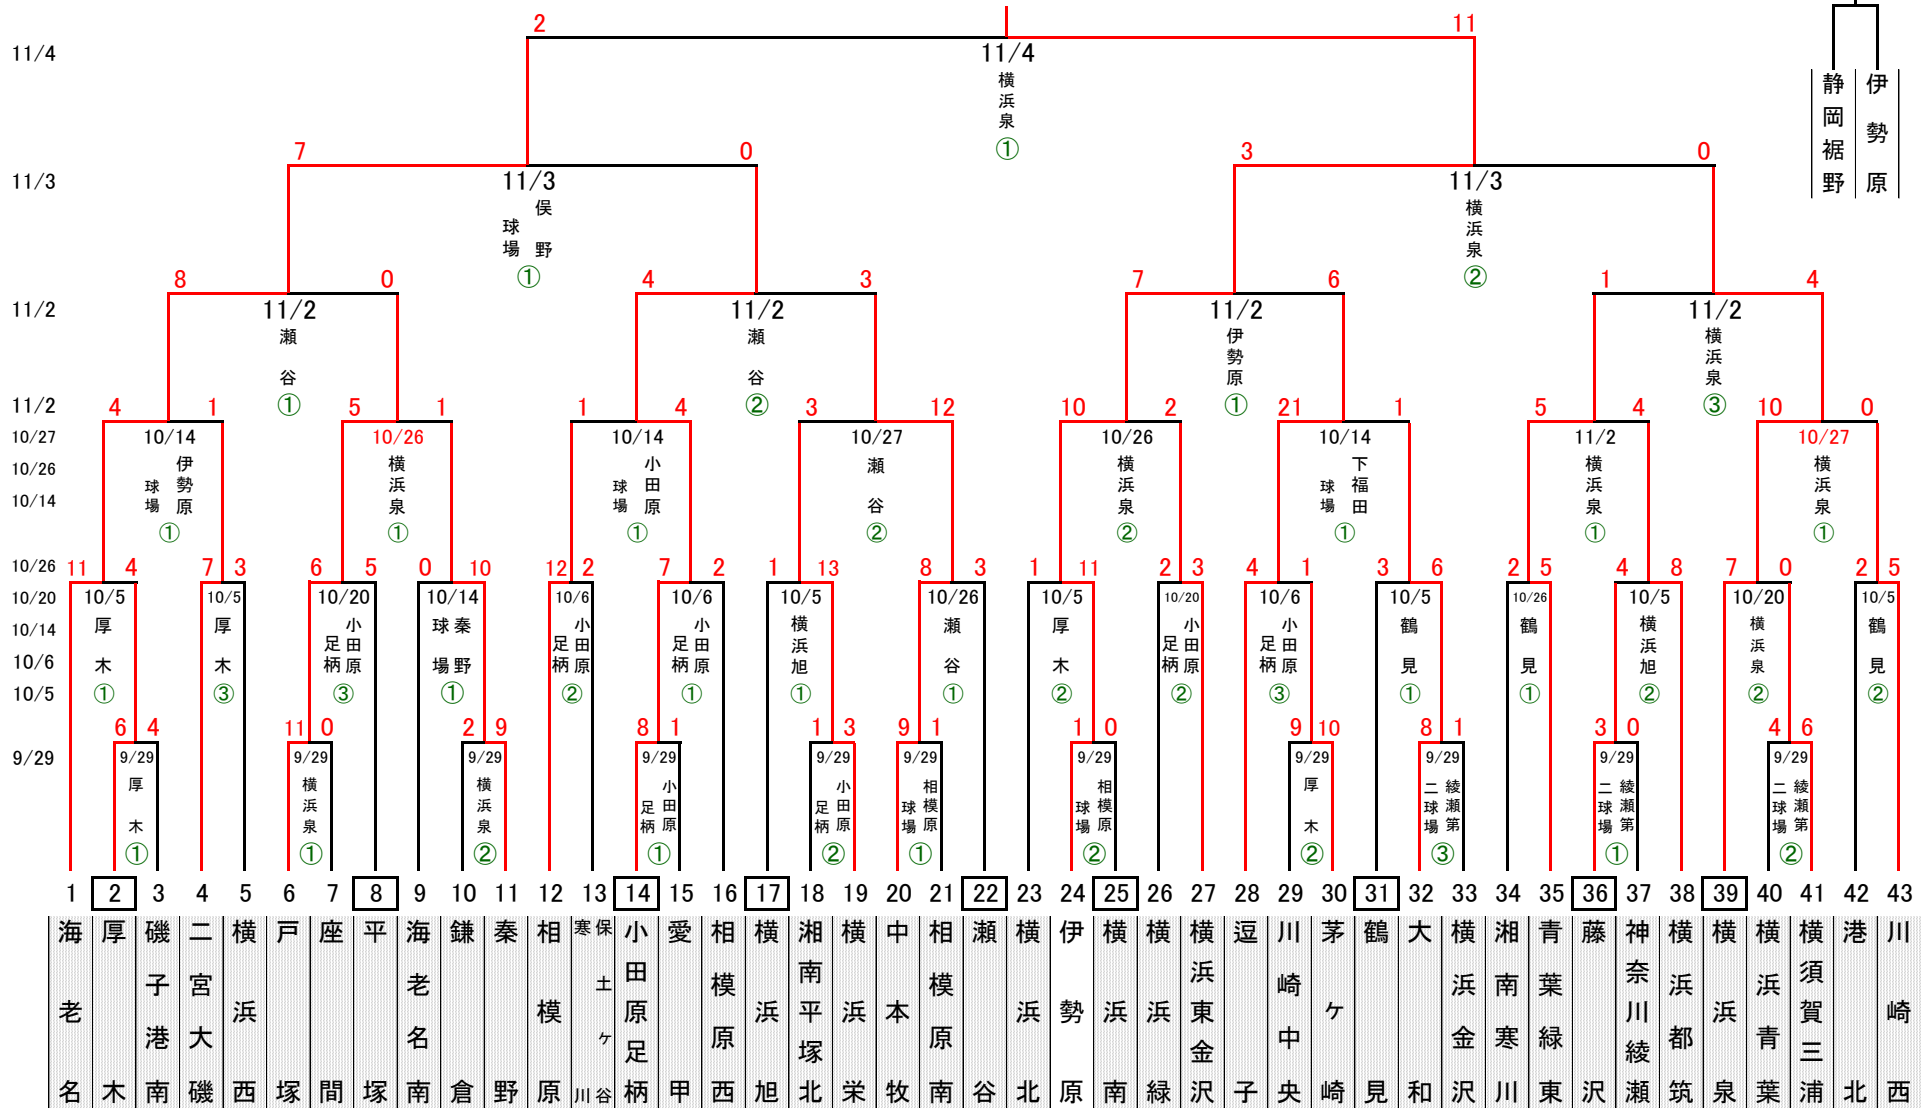 2 11
11/4 11/4
横浜泉
①
静岡裾野
伊勢原
7 0 3 0
11/3 11/3 11/3
俣野球場
①
横浜泉
②
8 0 4 3 7 6 1 4
11/2 11/2 11/2 11/2 11/2
瀬谷
①
瀬谷
②
伊勢原
①
横浜泉
③
11/2 4 1 5 1 1 4 3 12 10 2 21 1 5 4 10 0
10/27 10/14 10/26 10/14 10/27 10/26 10/14 11/2 10/27
10/26
10/14
伊勢原球場
①
横浜泉
①
小田原球場
①
瀬谷
②
横浜泉
②
下福田球場
①
横浜泉
①
横浜泉
①
10/26 11 4 7 3 6 5 0 10 12 2 7 2 1 13 8 3 1 11 2 3 4 1 3 6 2 5 4 8 7 0 2 5
10/20 10/5 10/5 10/20 10/14 10/6 10/6 10/5 10/26 10/5 10/20 10/6 10/5 10/26 10/5 10/20 10/5
10/14
10/6
10/5
厚木
①
厚木
③
小田原足柄
③
秦野球場
①
小田原足柄
②
小田原足柄
①
横浜旭
①
瀬谷
①
厚木
②
小田原足柄
②
小田原足柄
③
鶴見
①
鶴見
①
横浜旭
②
横浜泉
②
鶴見
②
6 4 11 0 2 9 8 1 1 3 9 1 1 0 9 10 8 1 3 0 4 6
9/29 9/29 9/29 9/29 9/29 9/29 9/29 9/29 9/29 9/29 9/29 9/29
厚木
①
横浜泉
①
横浜泉
②
小田原足柄
①
小田原足柄
②
相模原球場
①
相模原球場
②
厚木
②
綾瀬第二球場
③
綾瀬第二球場
①
綾瀬第二球場
②
1 2 3 4 5 6 7 8 9 10 11 12 13 14 15 16 17 18 19 20 21 22 23 24 25 26 27 28 29 30 31 32 33 34 35 36 37 38 39 40 41 42 43
海老名
厚木
磯子港南
二宮大磯
横浜西
戸塚
座間
平塚
海老名南
鎌倉
秦野
相模原
保土ケ谷
寒川
小田原足柄
愛甲
相模原西
横浜旭
湘南平塚北
横浜栄
中本牧
相模原南
瀬谷
横浜北
伊勢原
横浜南
横浜緑
横浜東金沢
逗子
川崎中央
茅ヶ崎
鶴見
大和
横浜金沢
湘南寒川
青葉緑東
藤沢
神奈川綾瀬
横浜都筑
横浜泉
横浜青葉
横須賀三浦
港北
川崎西